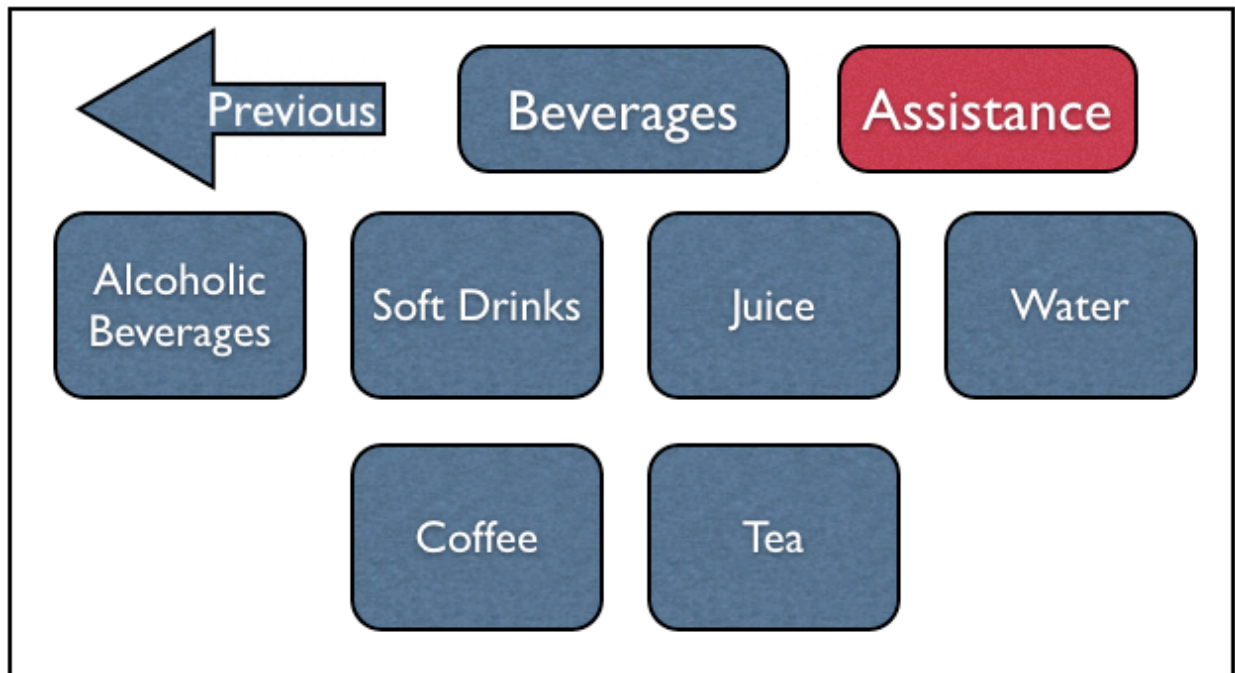 Previous
Beverages
Assistance
Alcoholic
Beverages
Soft Drinks
Juice
Water
Coffee
Tea